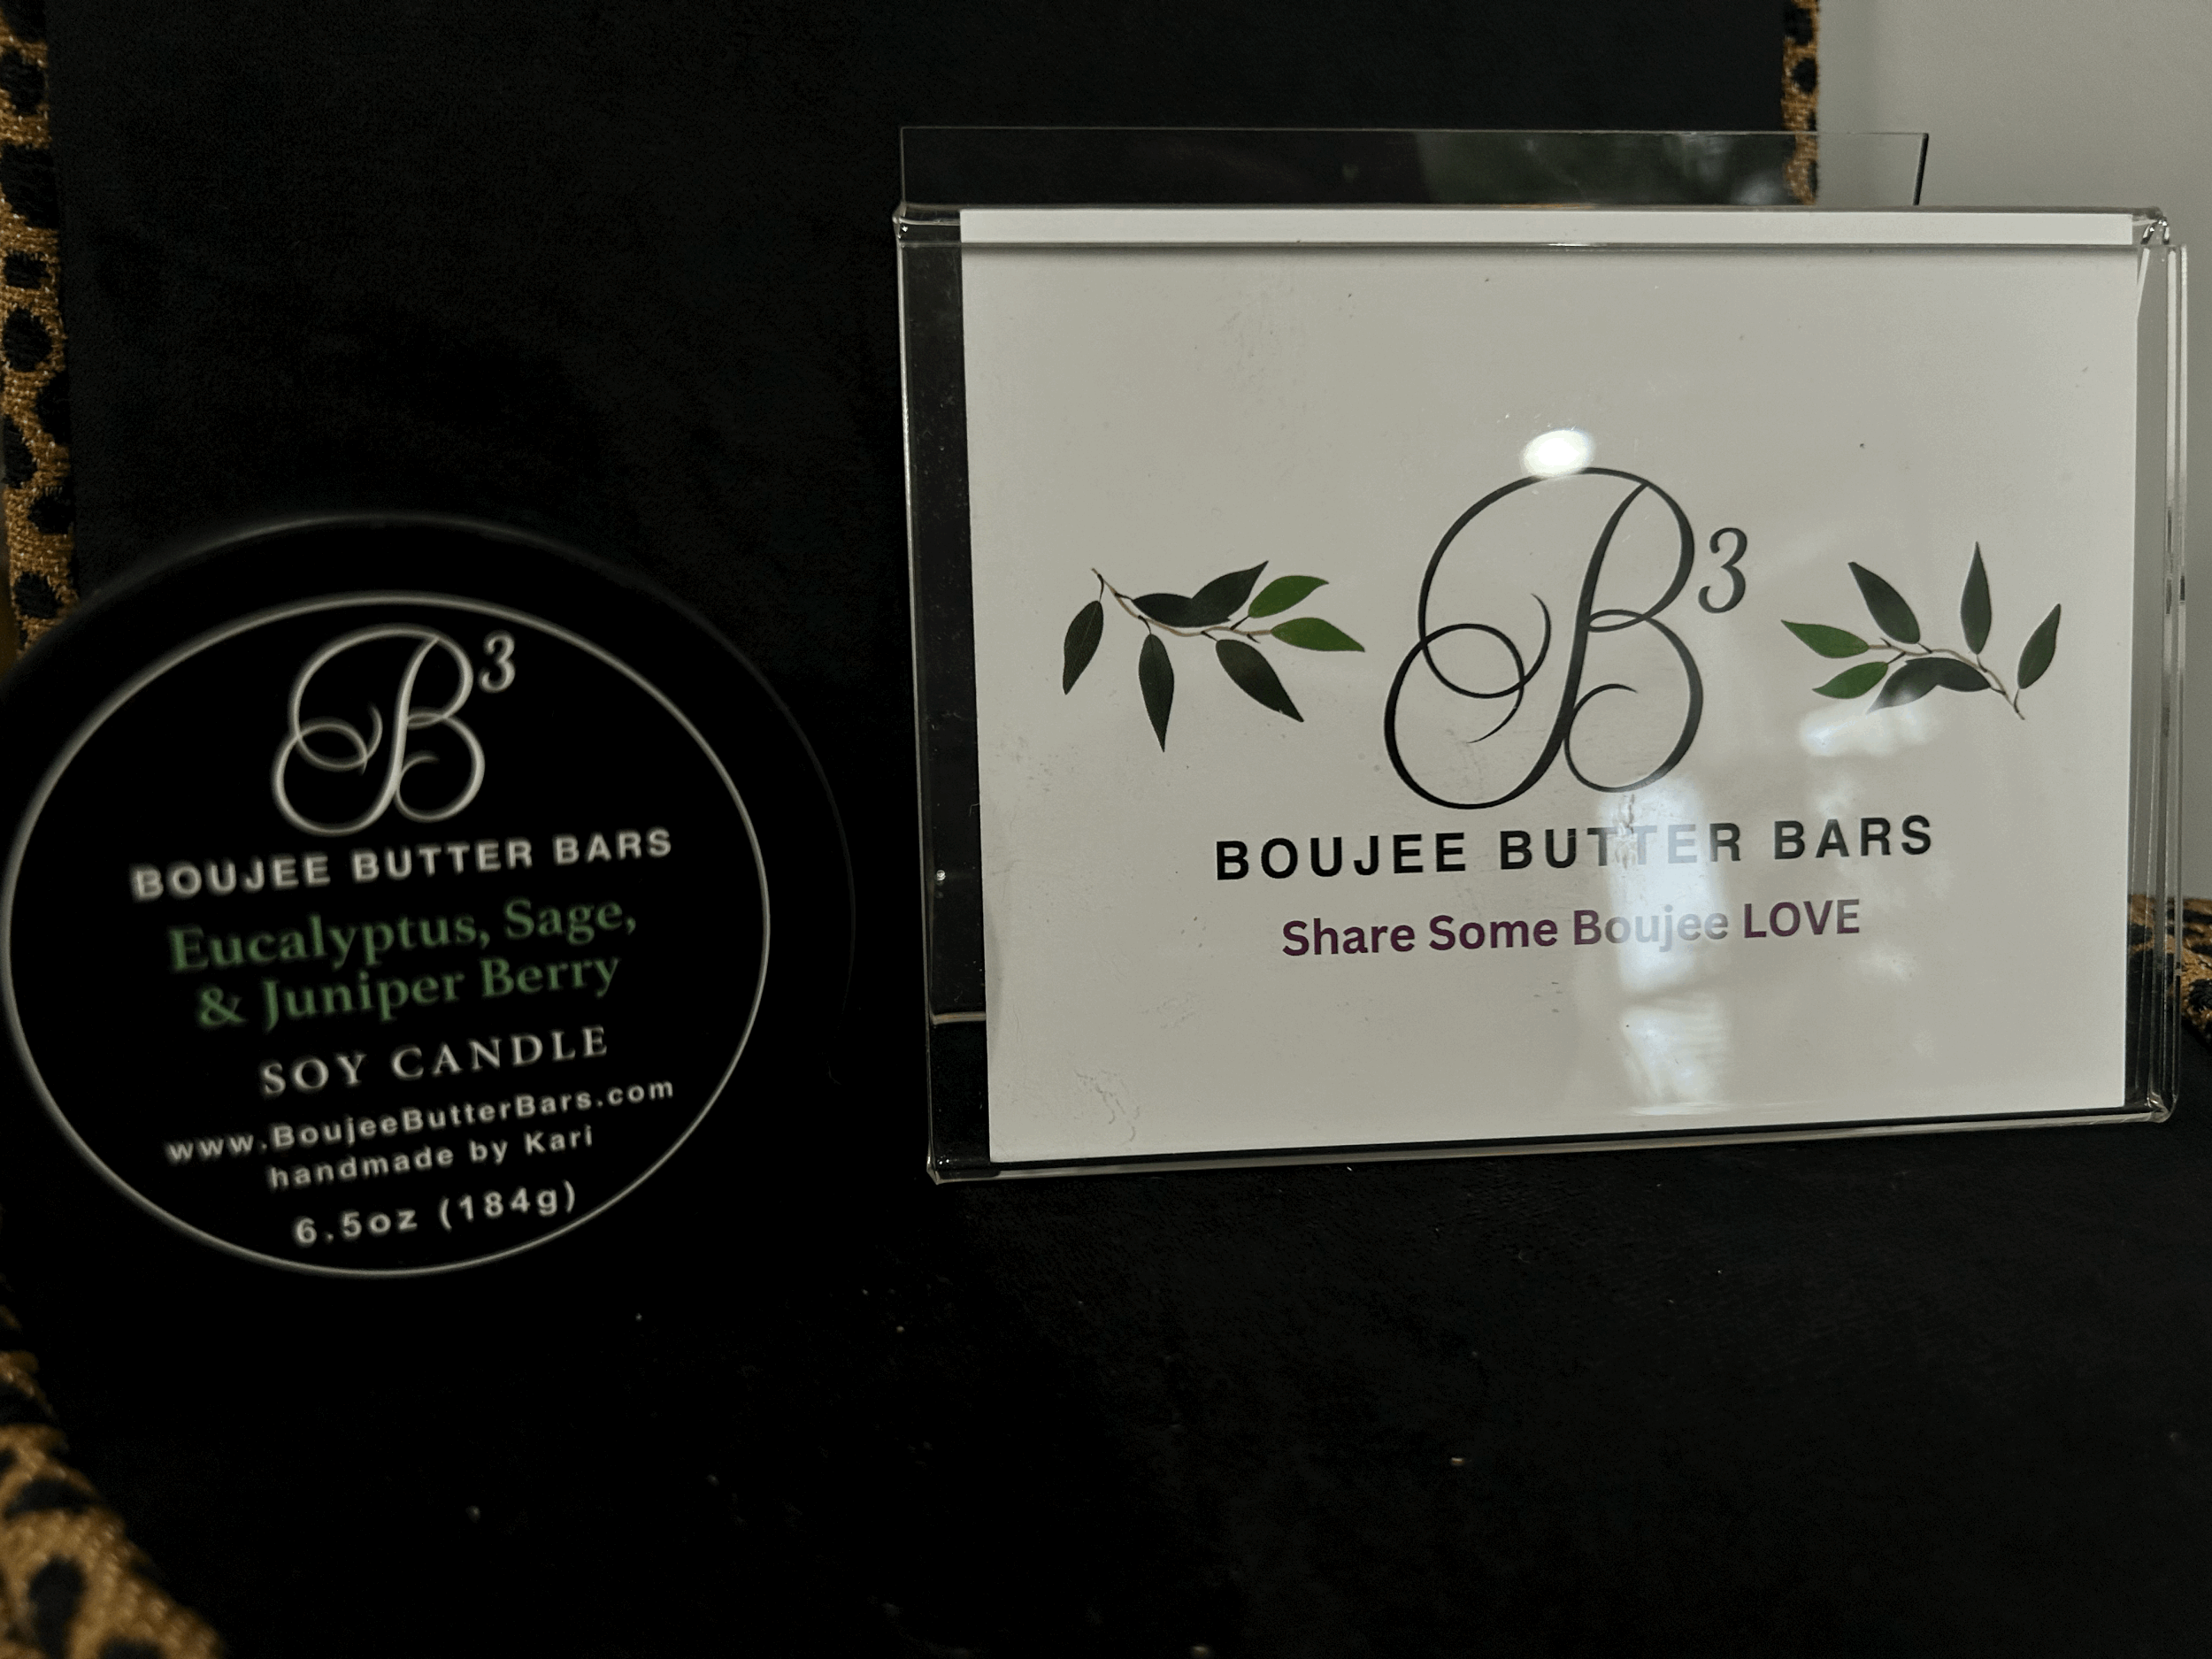 B3
BOUJEE BUTTER BARS
Eucalyptus, Sage,
& Juniper Berry
SOY CANDLE
www.BoujeeButterBars.com
handmade by Kari
6.5oz (184g)
B3
BOUJEE BUTTER BARS
Share Some Boujee LOVE